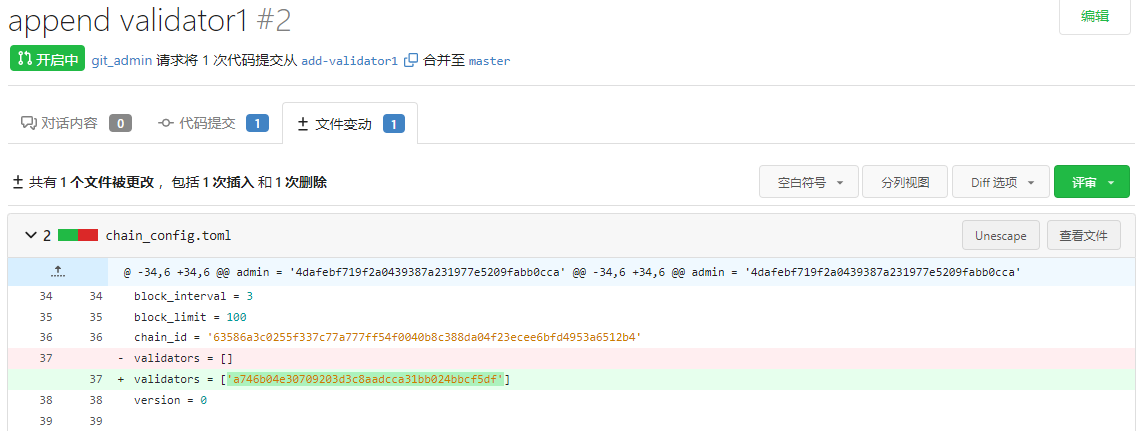 append validator1 #2
编辑
开启中 git_admin 请求将 1 次代码提交从 add-validator1 合并至 master
对话内容 0 代码提交 1 文件变动 1
共有 1 个文件被更改 ，包括 1 次插入 和 1 次删除 空白符号 分列视图 Diff 选项 评审
2 chain_config.toml Unescape 查看文件
@ -34,6 +34,6 @@ admin = '4dafebf719f2a0439387a231977e5209fabb0cca' @@ -34,6 +34,6 @@ admin = '4dafebf719f2a0439387a231977e5209fabb0cca'
34 34 block_interval = 3
35 35 block_limit = 100
36 36 chain_id = '63586a3c0255f337c77a777ff54f0040b8c388da04f23ecee6bfd4953a6512b4'
37 - validators = []
37 + validators = ['a746b04e30709203d3c8aadcca31bb024bbcf5df']
38 38 version = 0
39 39